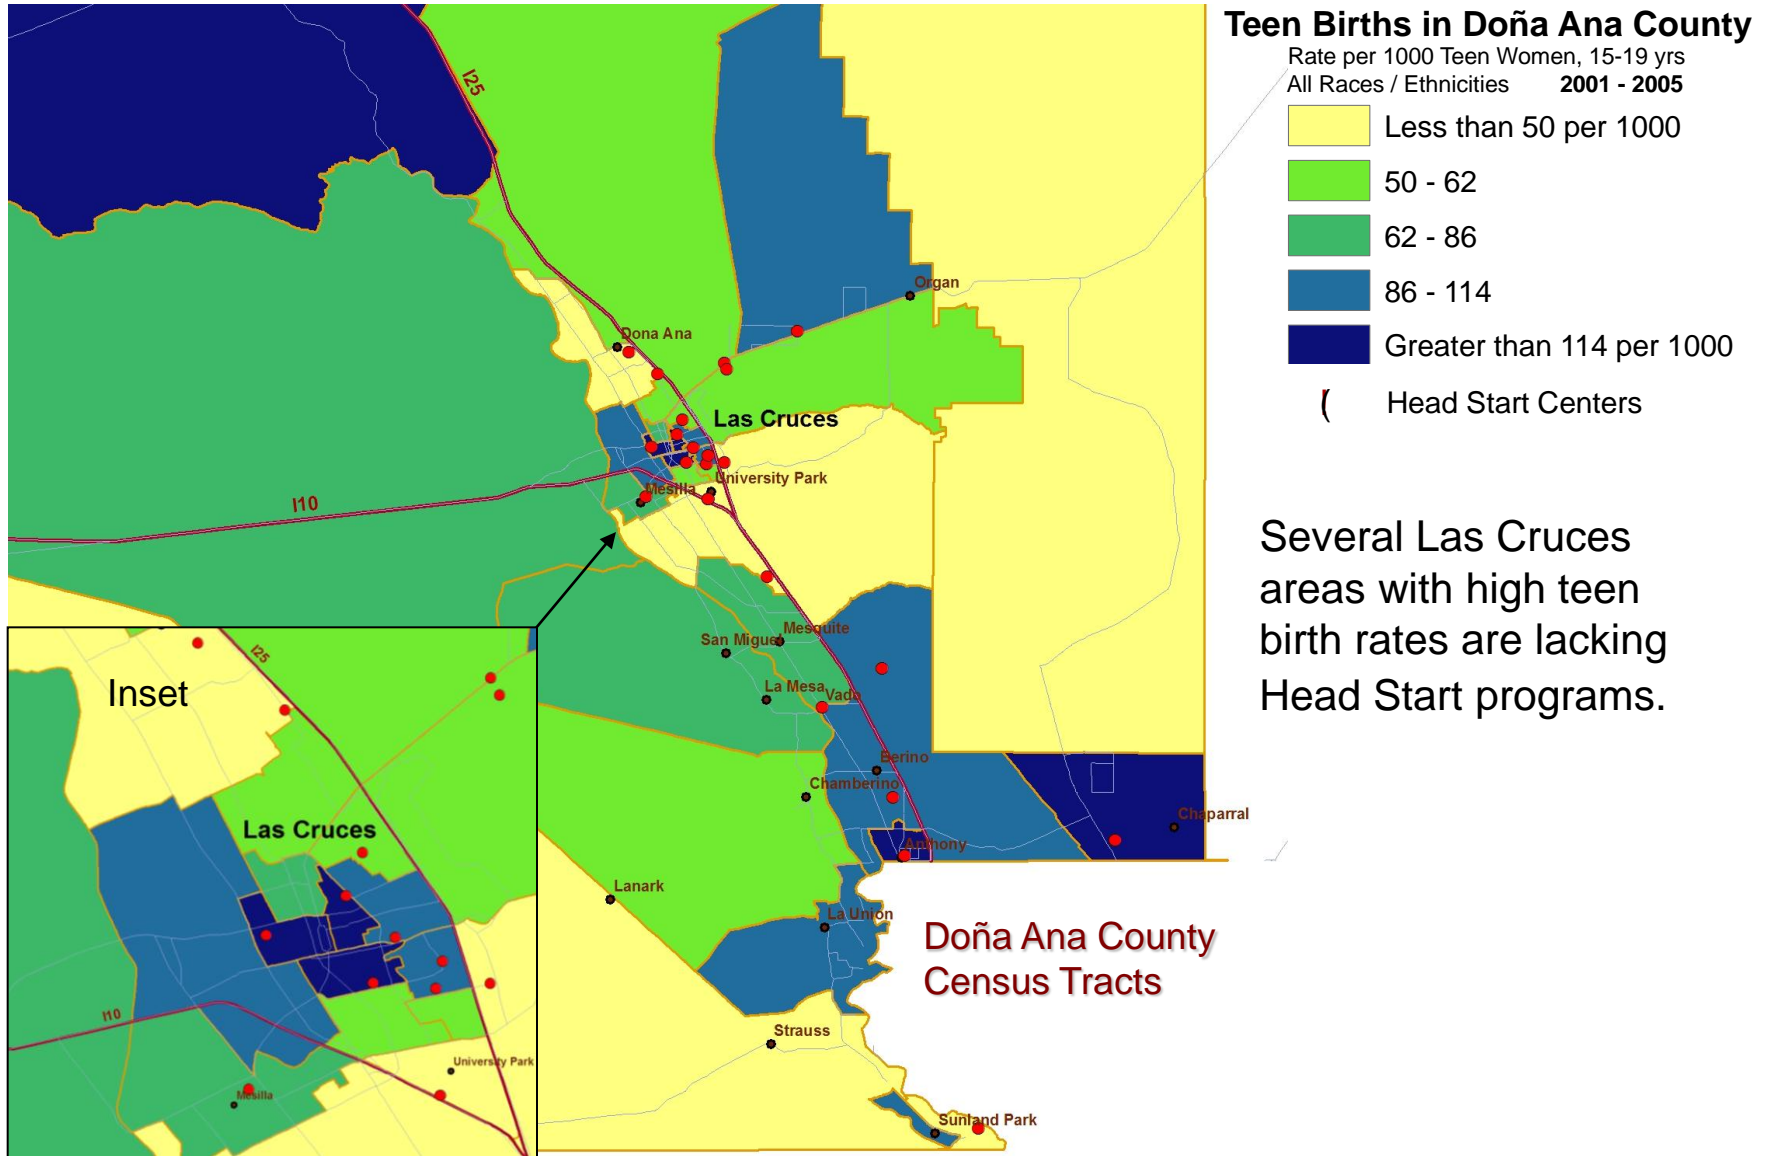 Teen Births in Doña Ana County
Rate per 1000 Teen Women, 15-19 yrs
All Races / Ethnicities 2001 - 2005
Less than 50 per 1000
50 - 62
62 - 86
86 - 114
Greater than 114 per 1000
Head Start Centers
Several Las Cruces
areas with high teen
birth rates are lacking
Head Start programs.
I25
Organ
Dona Ana
Las Cruces
University Park
Mesilla
I10
Mesquite
San Miguel
La Mesa
Vado
Berino
Chamberino
Chaparral
Anthony
Lanark
La Union
Doña Ana County
Census Tracts
Strauss
Sunland Park
Inset
I25
Las Cruces
I10
University Park
Mesilla